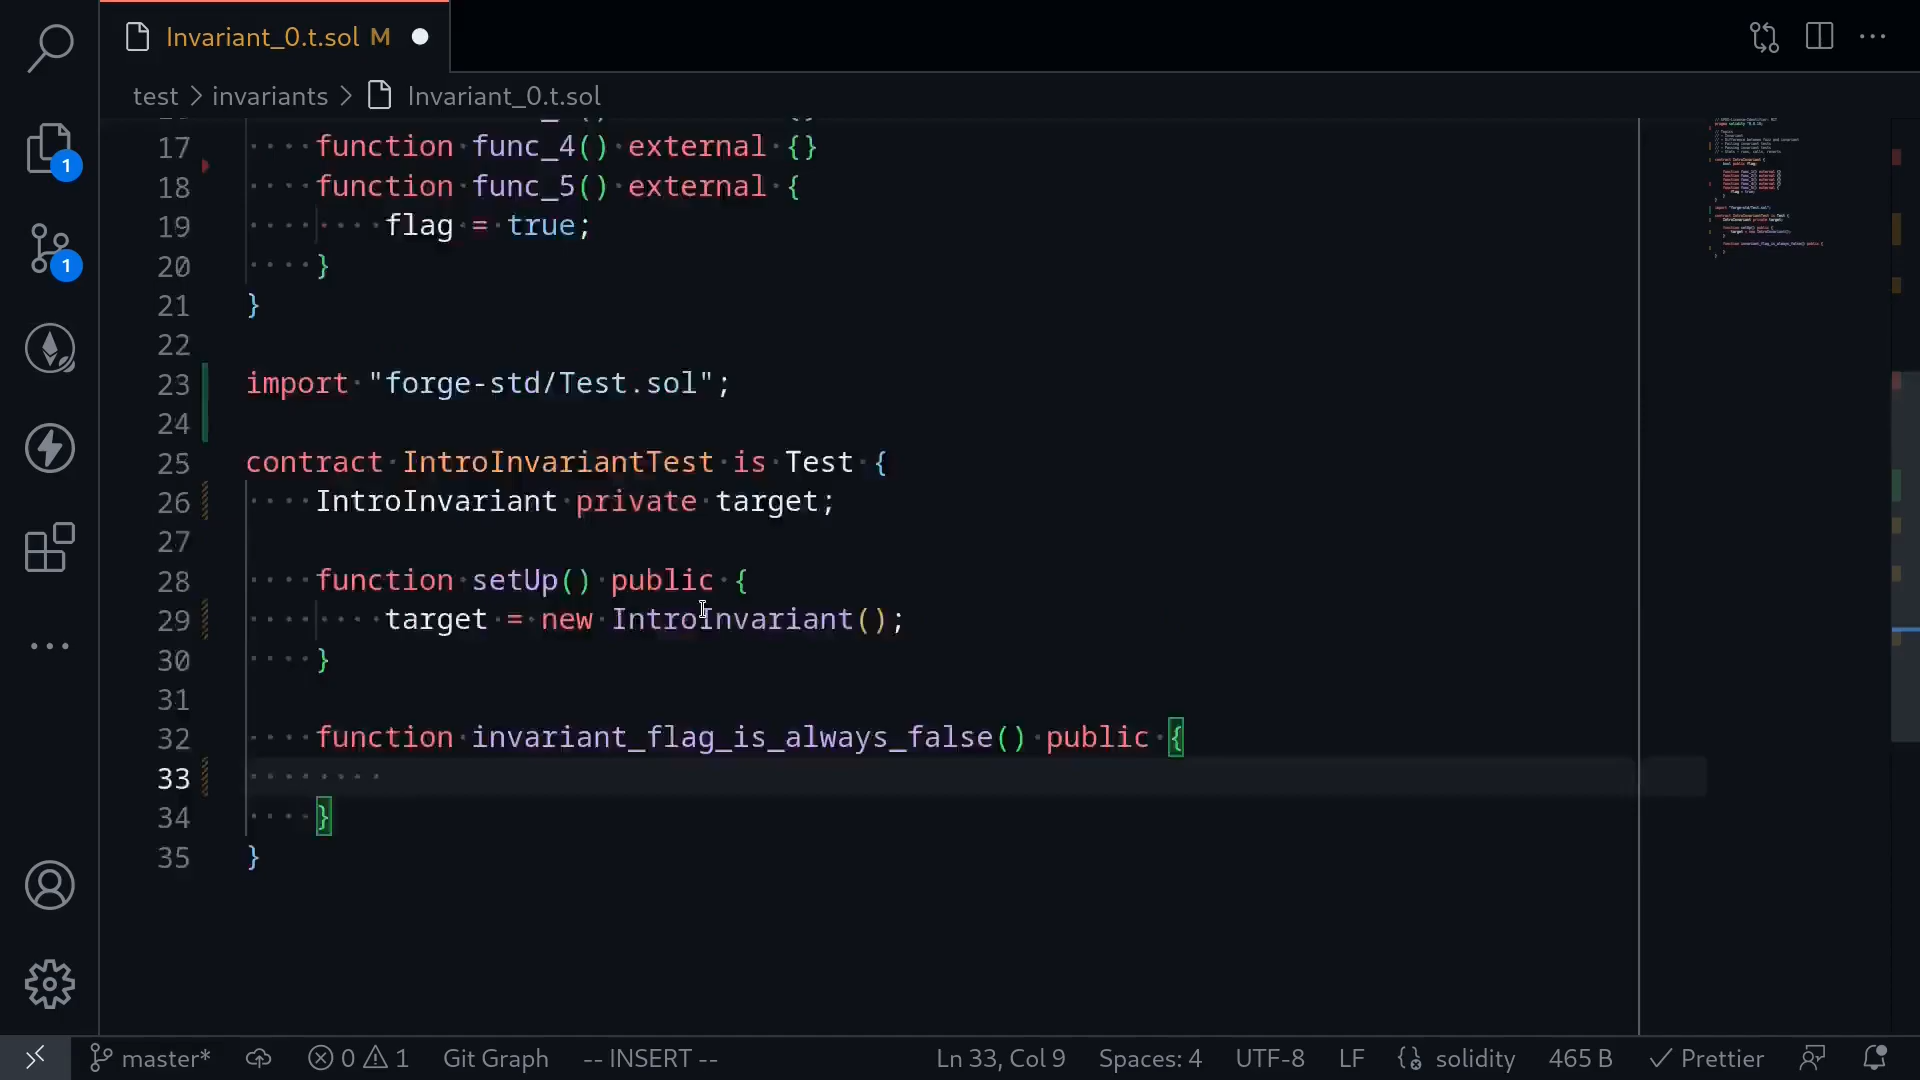 Invariant_0.t.sol M
test > invariants > Invariant_0.t.sol
17 function func_4() external {}
18 function func_5() external {
19 flag = true;
20 }
21 }
22
23 import "forge-std/Test.sol";
24
25 contract IntroInvariantTest is Test {
26 IntroInvariant private target;
27
28 function setUp() public {
29 target = new IntroInvariant();
30 }
31
32 function invariant_flag_is_always_false() public {
33
34 }
35 }
1
1
master* 0 1 Git Graph -- INSERT -- Ln 33, Col 9 Spaces: 4 UTF-8 LF solidity 465 B Prettier